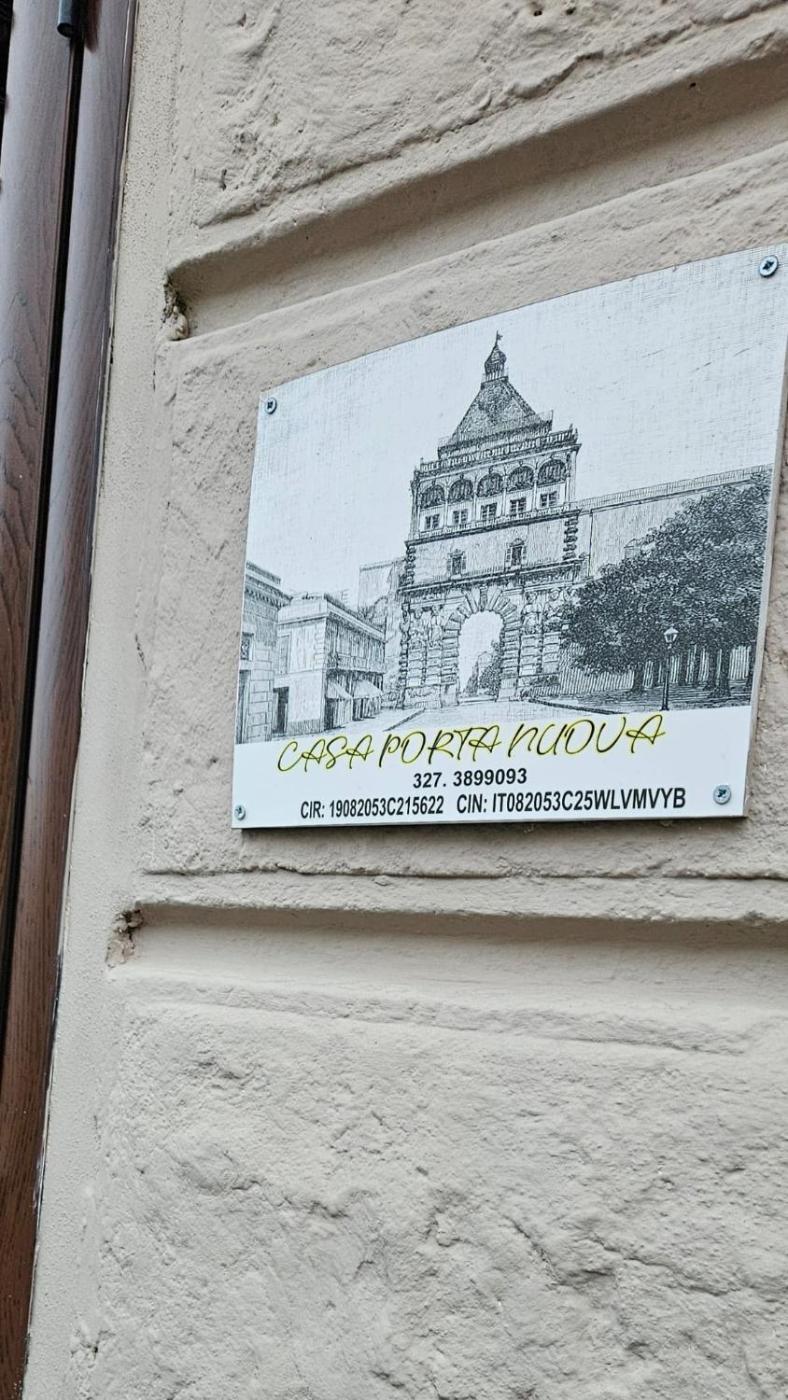 CASA PORTA NUOVA
327. 3899093
CIR: 19082053C215622 CIN: IT082053C25WLVMVYB